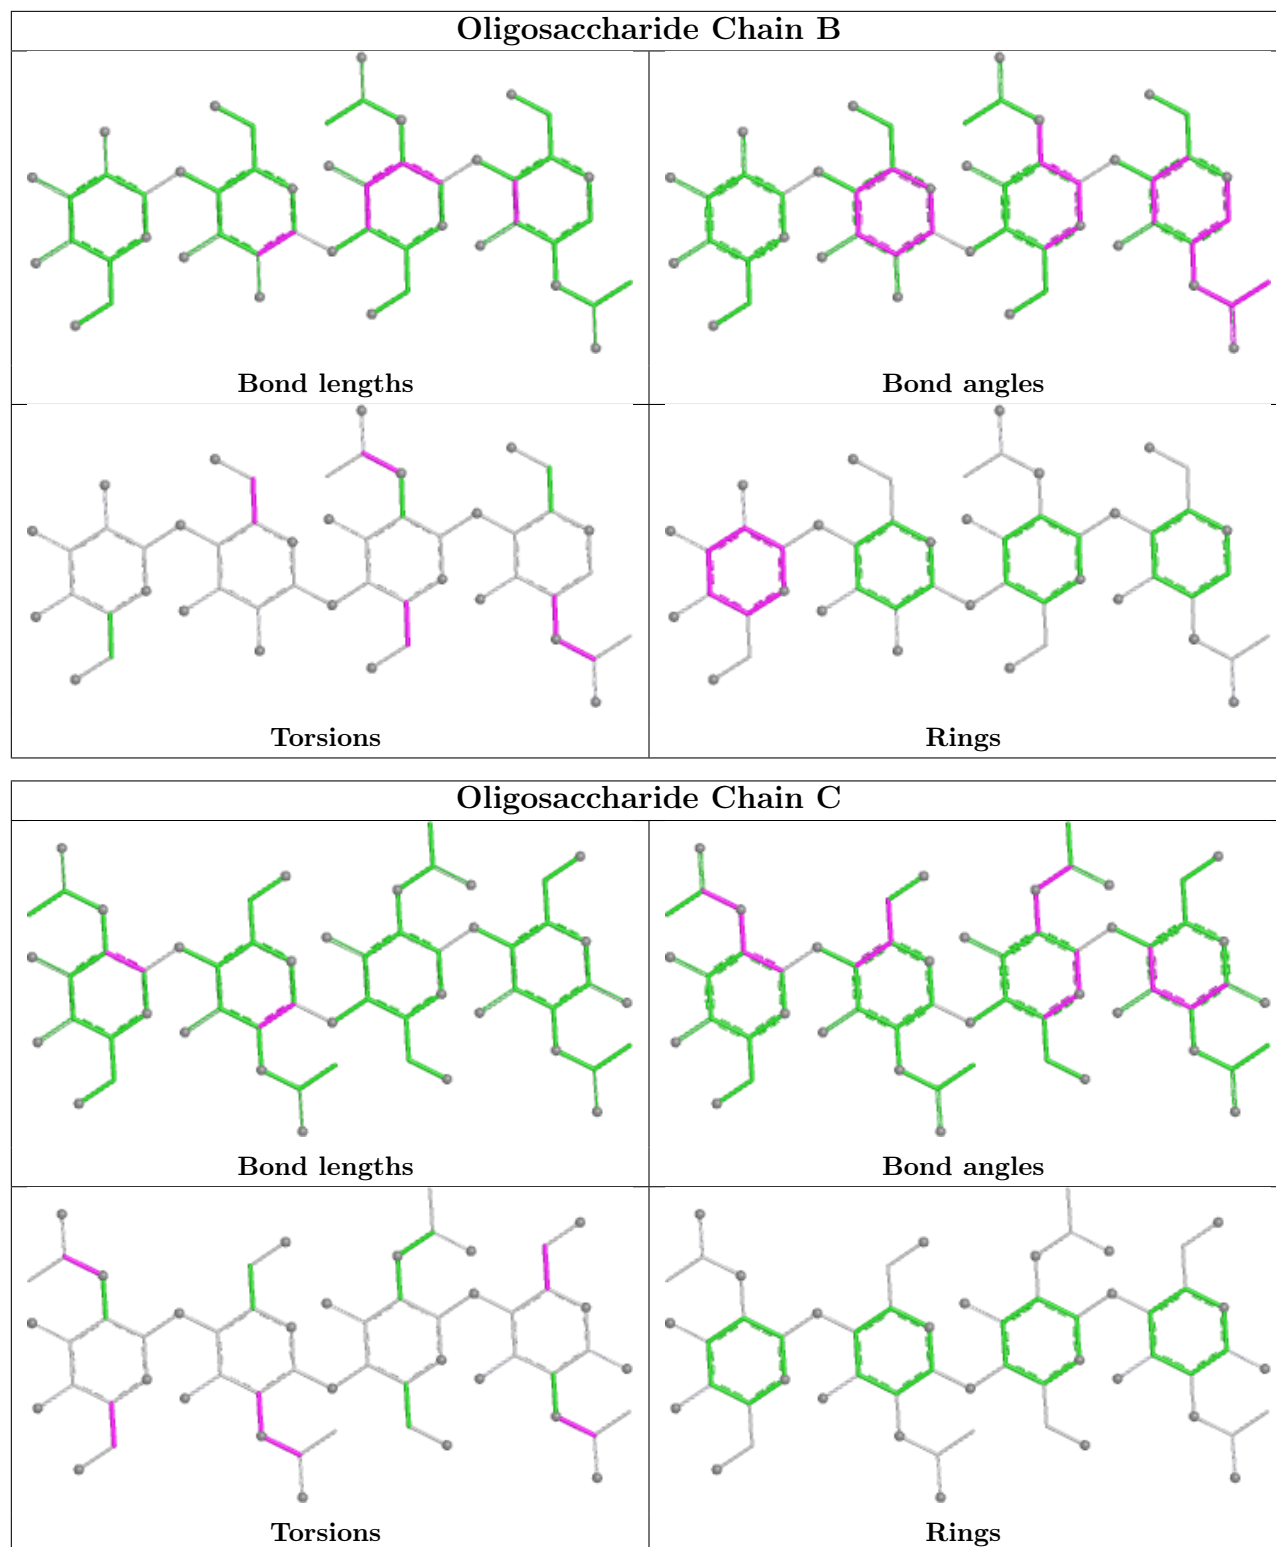 Oligosaccharide Chain B
Bond lengths
Bond angles
Torsions
Rings
Oligosaccharide Chain C
Bond lengths
Bond angles
Torsions
Rings